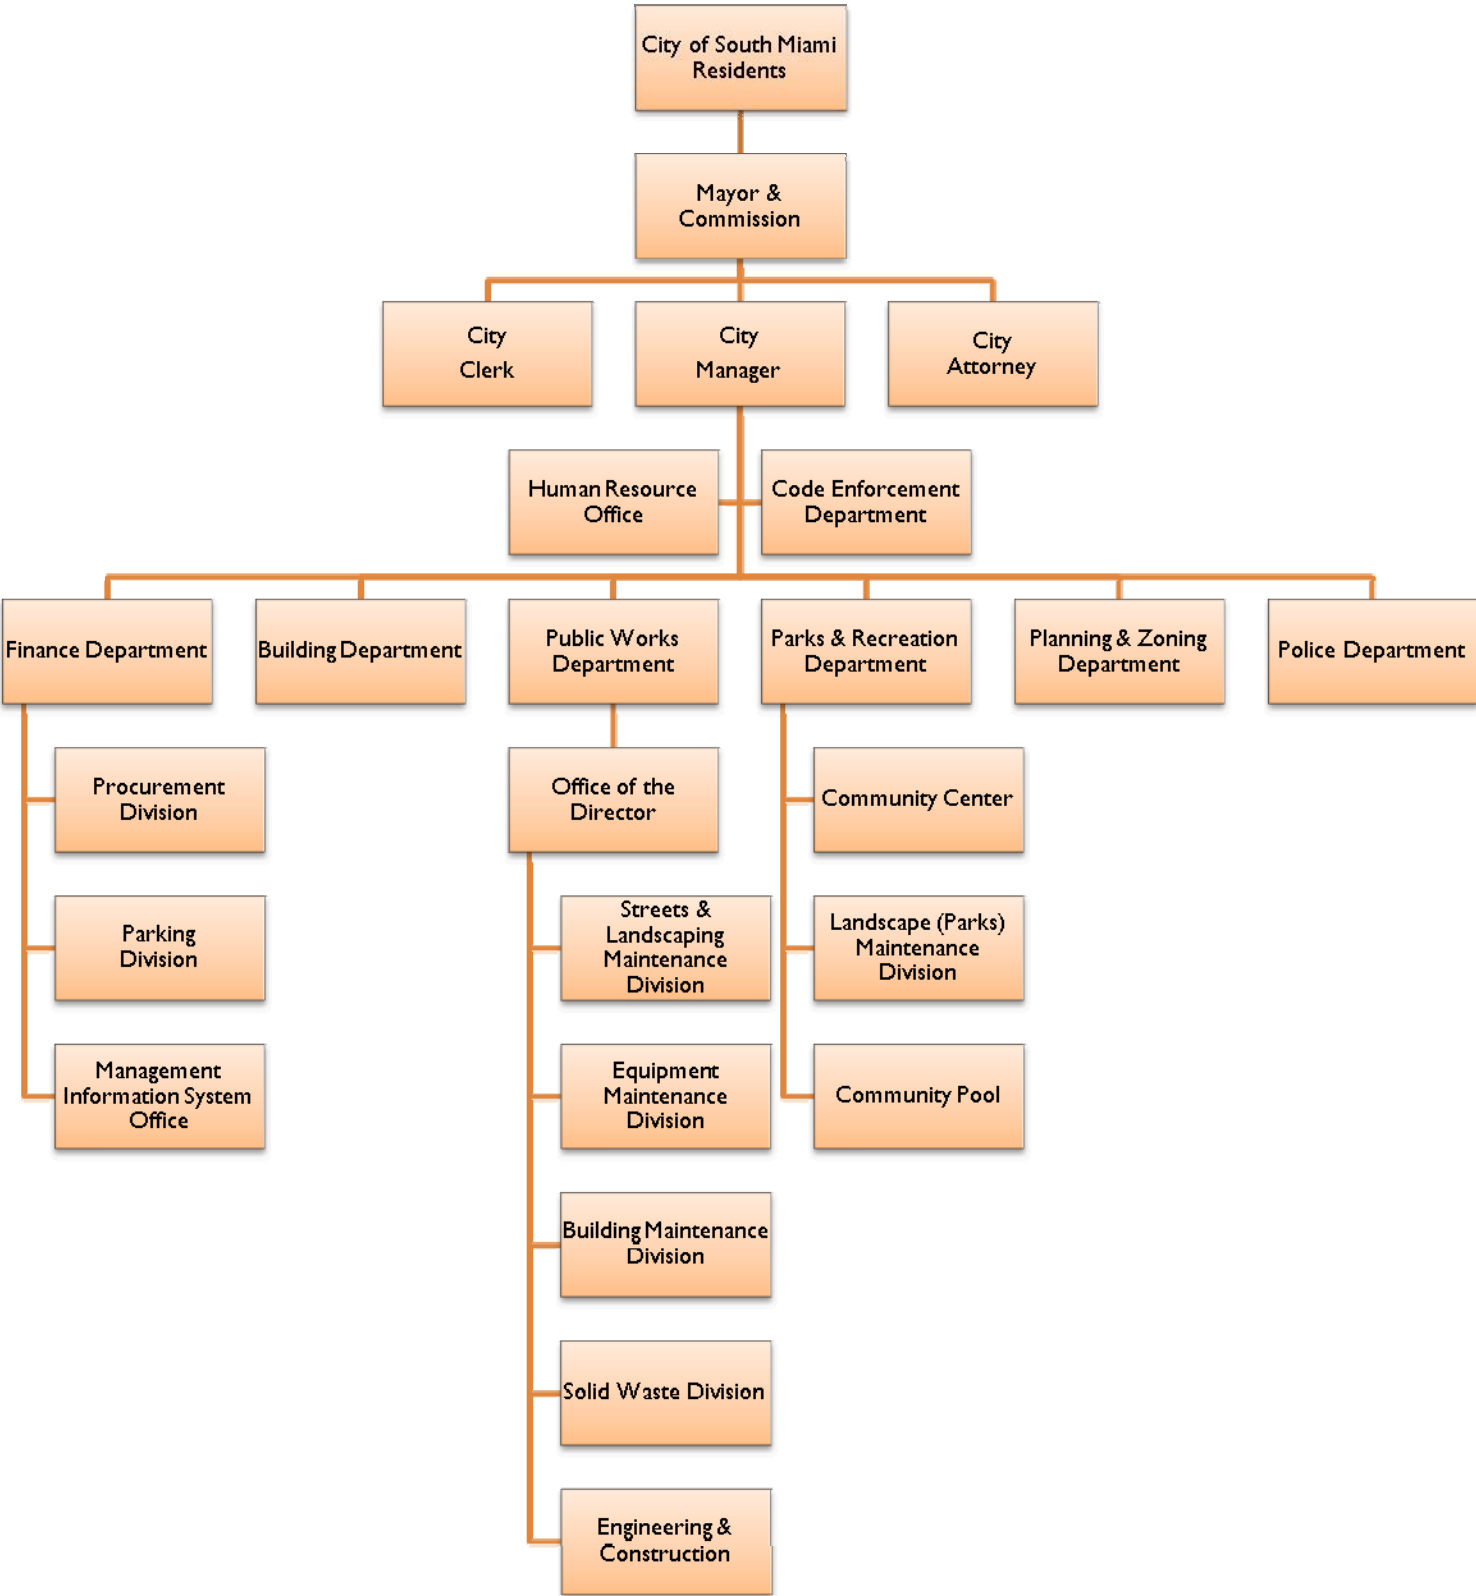 City of South Miami
Residents
Mayor &
Commission
City
Clerk
City
Manager
City
Attorney
Human Resource
Office
Code Enforcement
Department
Finance Department
Building Department
Public Works
Department
Parks & Recreation
Department
Planning & Zoning
Department
Police Department
Procurement
Division
Parking
Division
Management
Information System
Office
Office of the
Director
Streets &
Landscaping
Maintenance
Division
Equipment
Maintenance
Division
Building Maintenance
Division
Solid Waste Division
Engineering &
Construction
Community Center
Landscape (Parks)
Maintenance
Division
Community Pool